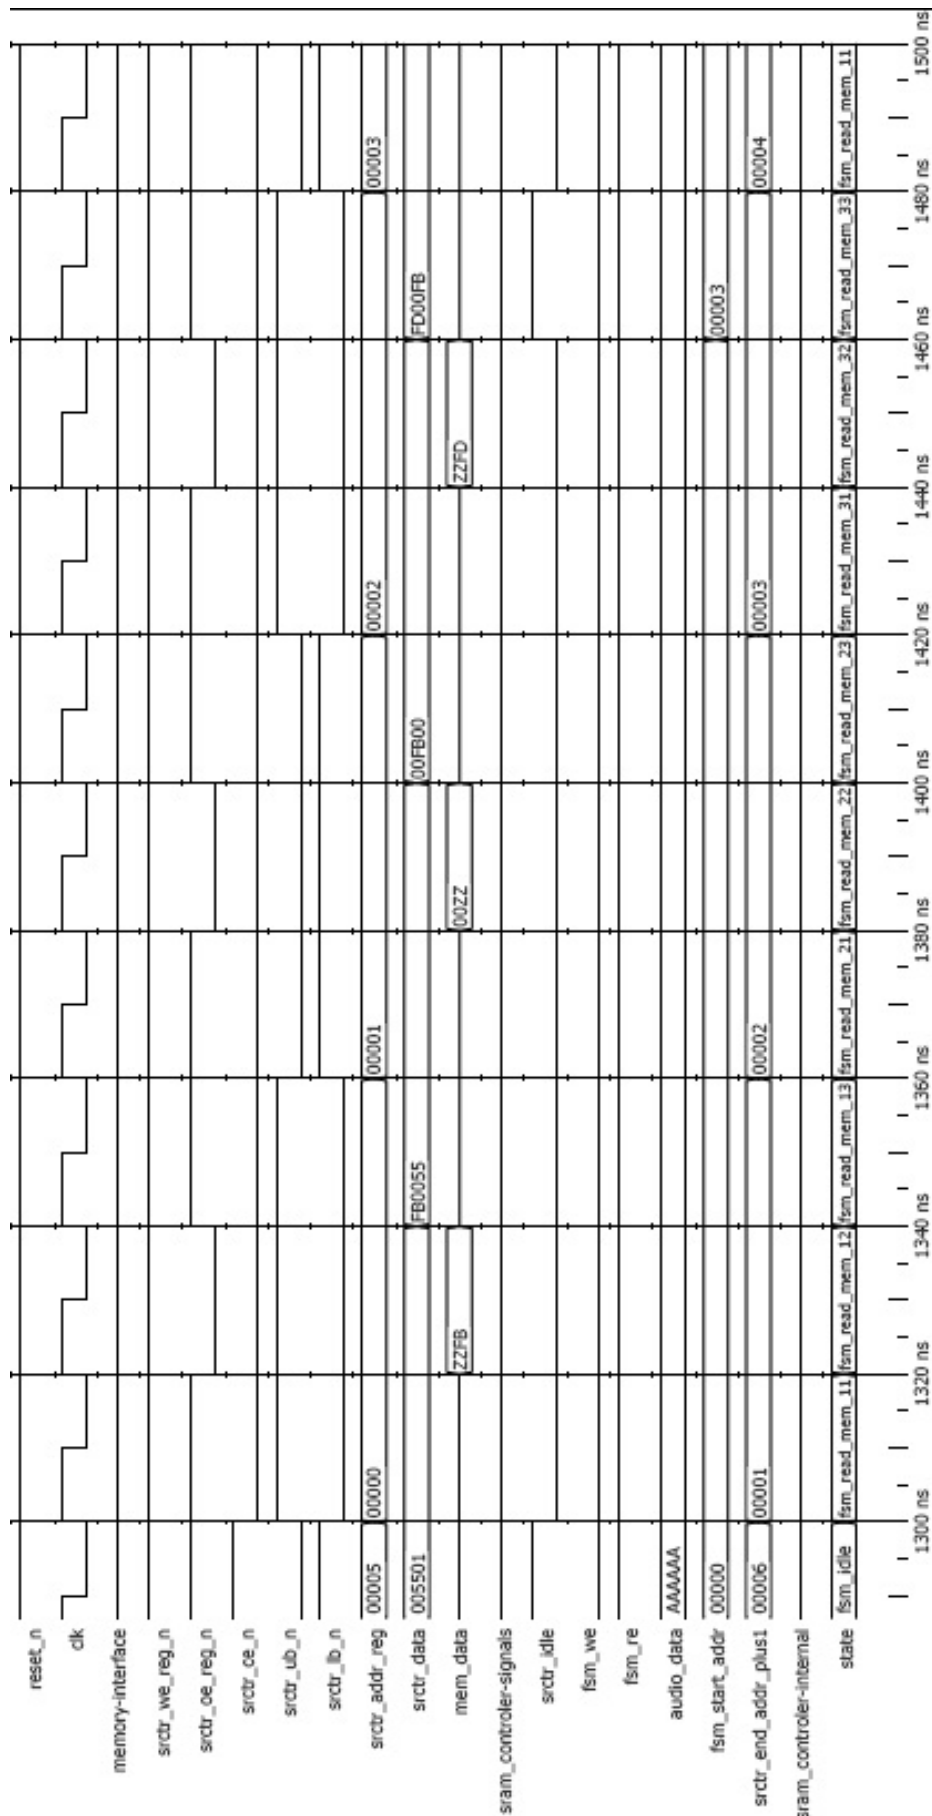 reset_n
clk
memory-interface
srctr_we_reg_n
srctr_oe_reg_n
srctr_ce_n
srctr_ub_n
srctr_lb_n
srctr_addr_reg 00005 00000 00001 00002 00003
srctr_data 005501 FB0055 00FB00 FD00FB
mem_data ZZFB 00ZZ ZZFD
sram_controler-signals
srctr_idle
fsm_we
fsm_re
audio_data AAAAAA
fsm_start_addr 00000 00003
srctr_end_addr_plus1 00006 00001 00002 00003 00004
sram_controler-internal
state fsm_idle fsm_read_mem_11 fsm_read_mem_12 fsm_read_mem_13 fsm_read_mem_21 fsm_read_mem_22 fsm_read_mem_23 fsm_read_mem_31 fsm_read_mem_32 fsm_read_mem_33 fsm_read_mem_11
1300 ns 1320 ns 1340 ns 1360 ns 1380 ns 1400 ns 1420 ns 1440 ns 1460 ns 1480 ns 1500 ns